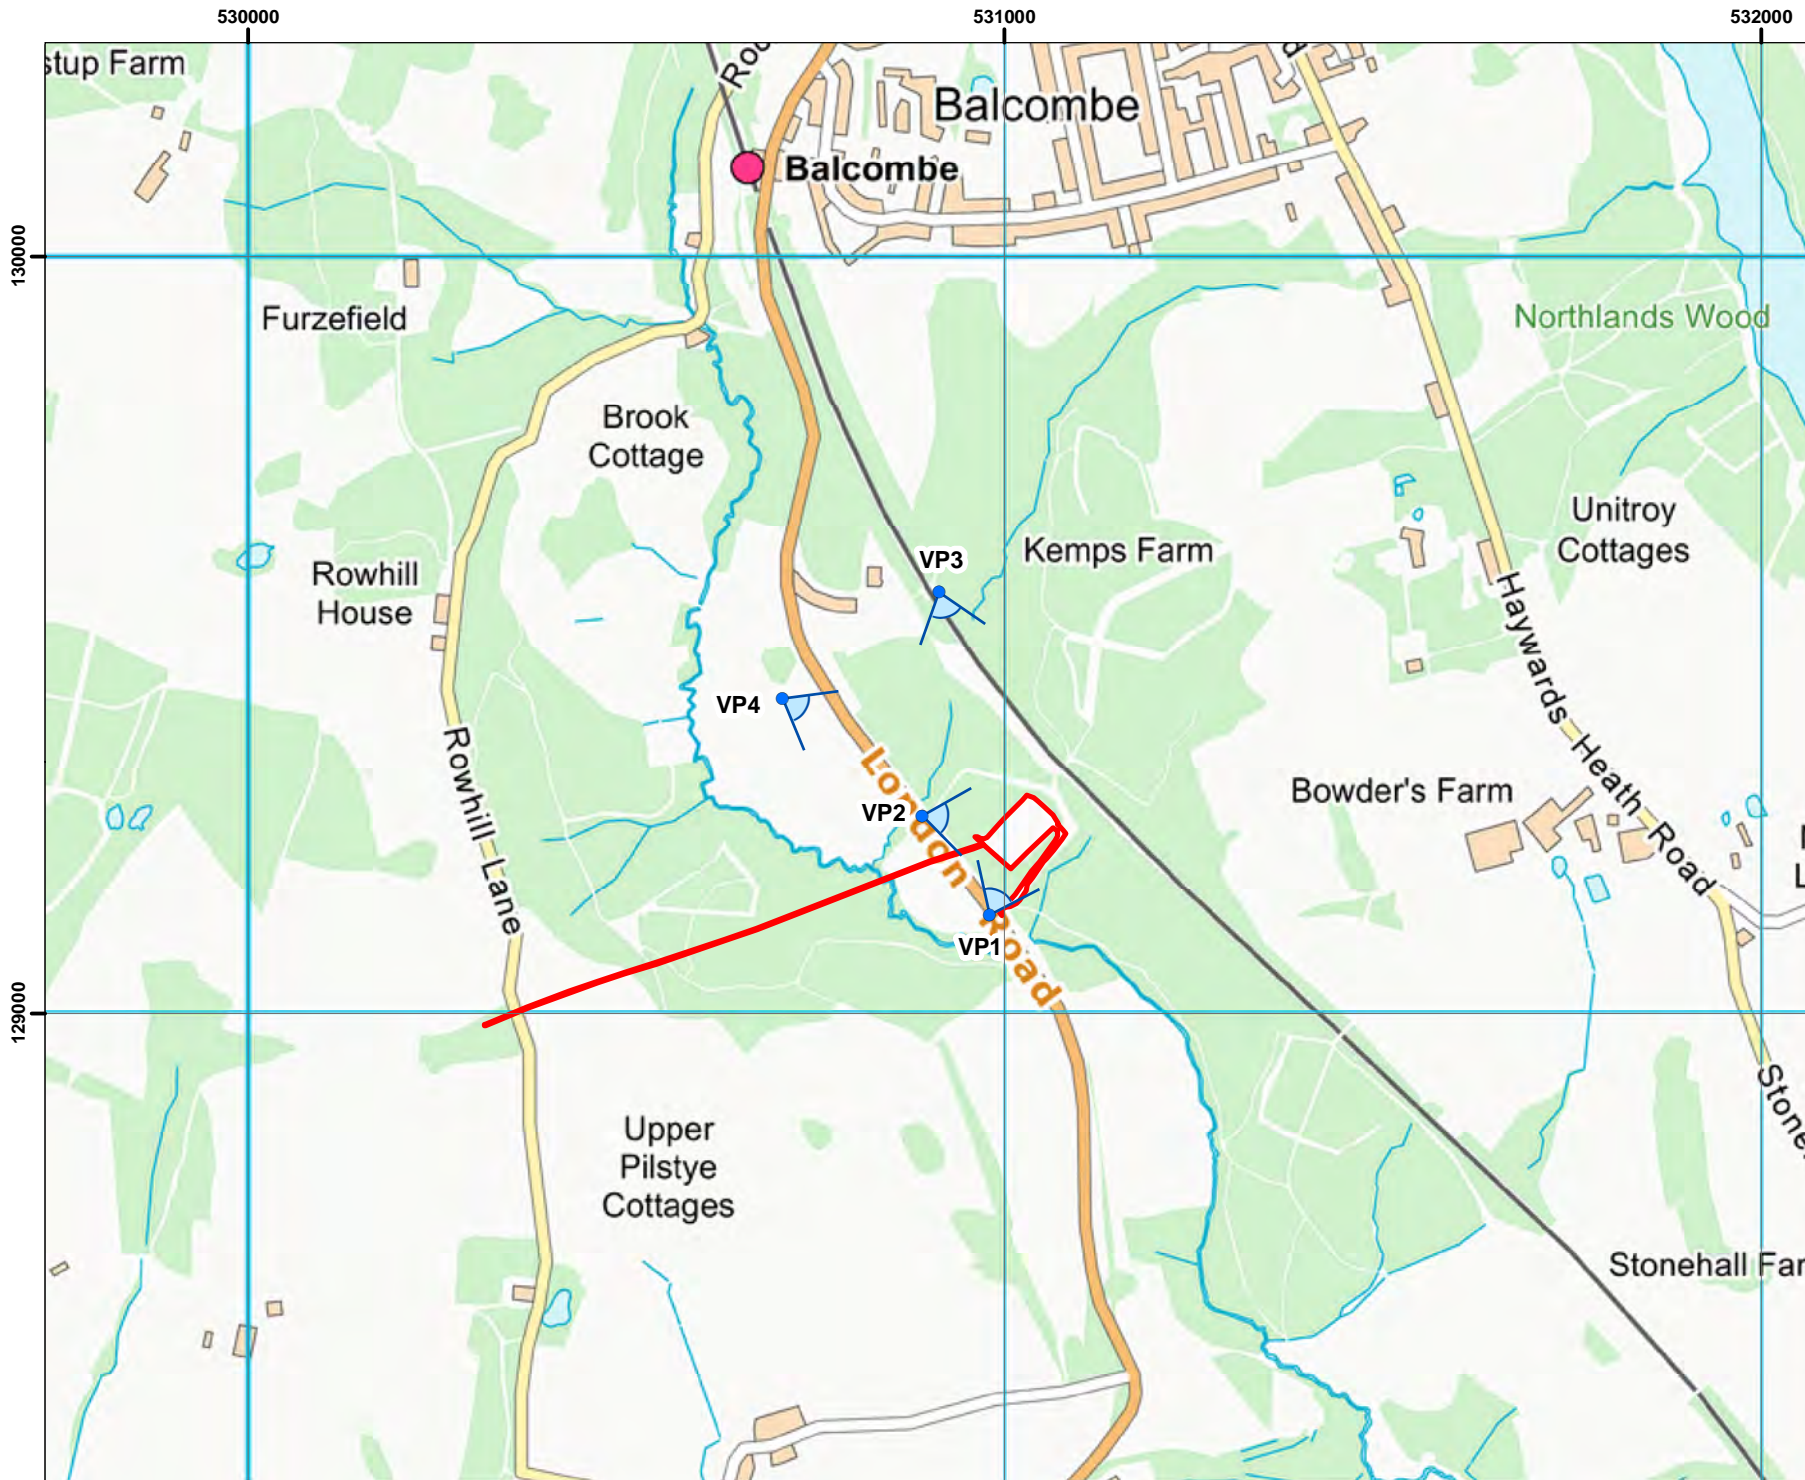 530000
531000
532000
stup Farm
Roc
d
Balcombe
Balcombe
130000
Furzefield
Northlands Wood
Brook
Cottage
Unitroy
Cottages
Kemps Farm
VP3
Rowhill
House
Haywards Heath Road
VP4
London Road
Rowhill Lane
Bowder's Farm
VP2
L
VP1
129000
Stone
Upper
Pilstye
Cottages
Stonehall Far